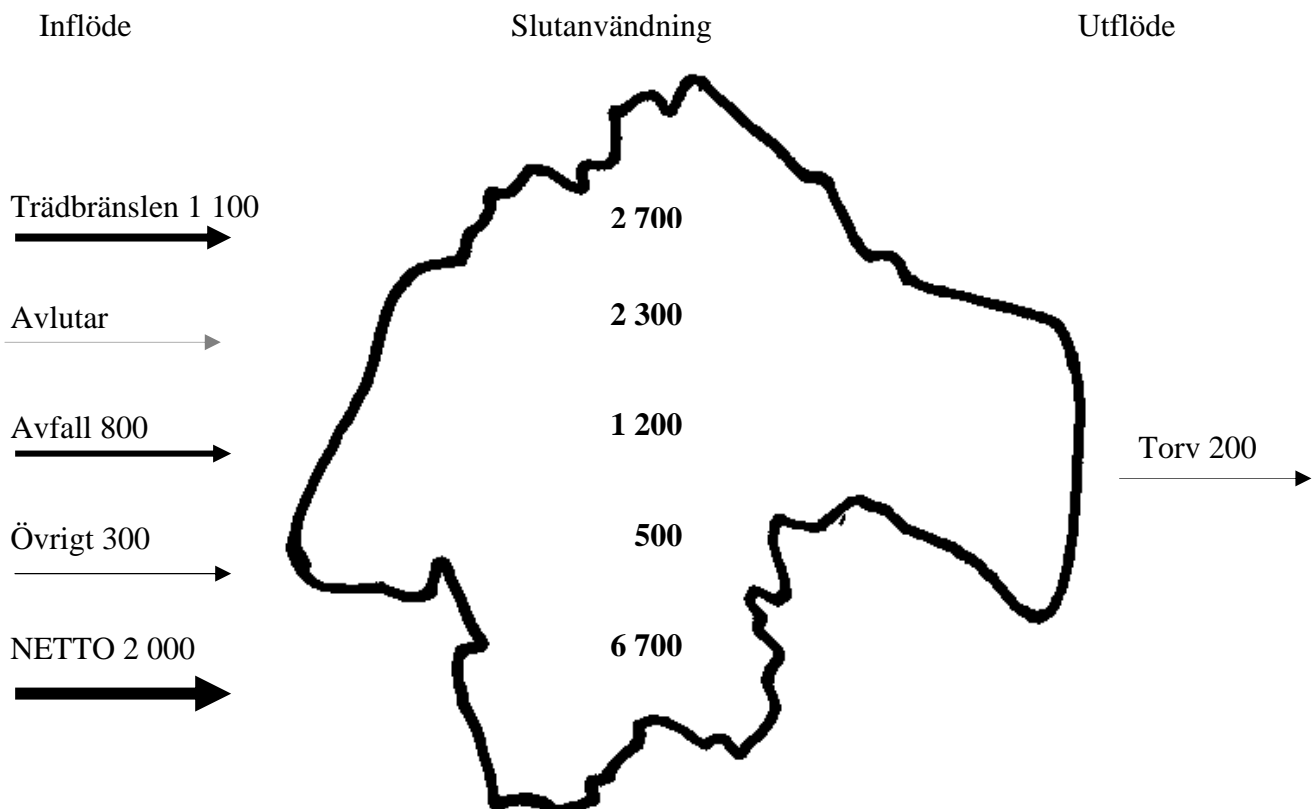 Inflöde Slutanvändning Utflöde
Trädbränslen 1 100 2 700
Avlutar 2 300
Avfall 800 1 200
Torv 200
Övrigt 300 500
NETTO 2 000 6 700